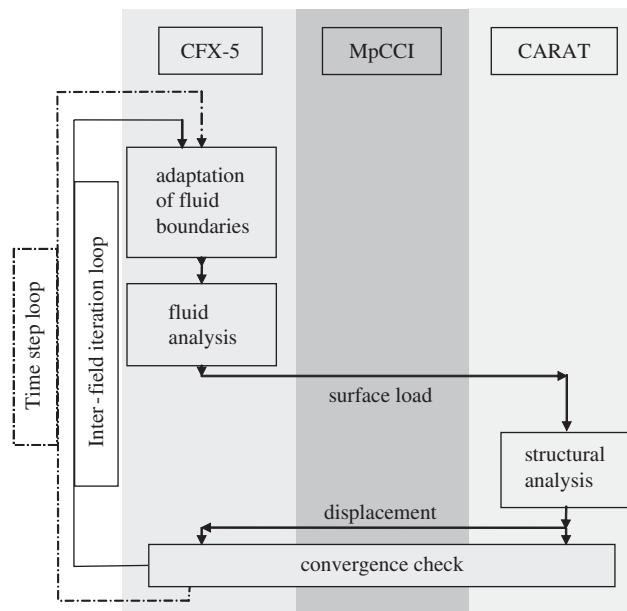 CFX-5
MpCCI
CARAT
adaptation
of fluid
boundaries
fluid
analysis
Time step loop
Inter-field iteration loop
surface load
structural
analysis
displacement
convergence check